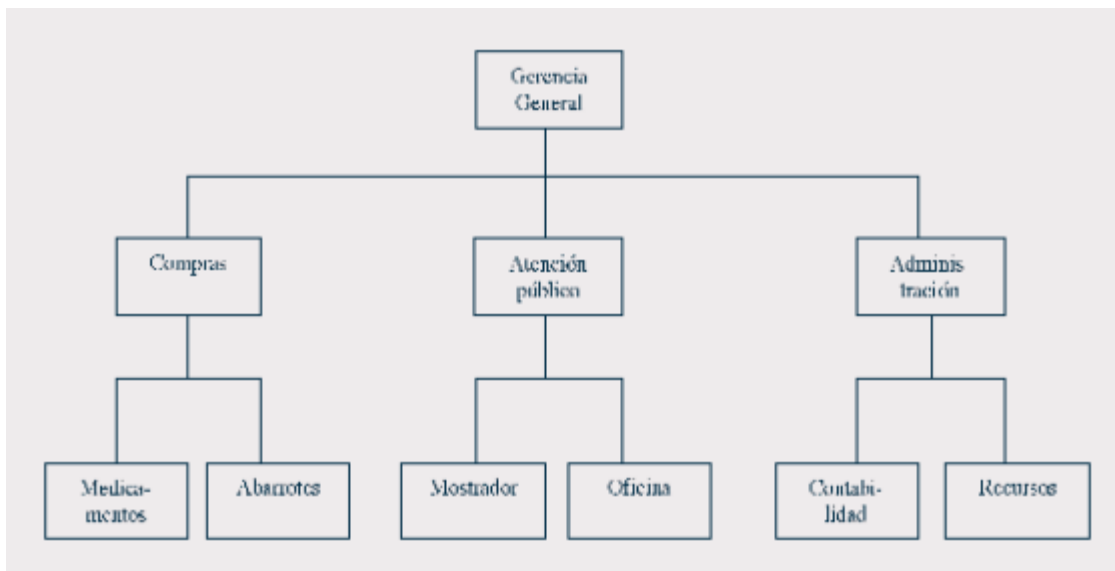 Gerencia
General
Compras
Atención
público
Adminis
tración
Medica-
mentos
Abarrotes
Mostrador
Oficina
Contabi-
lidad
Recursos